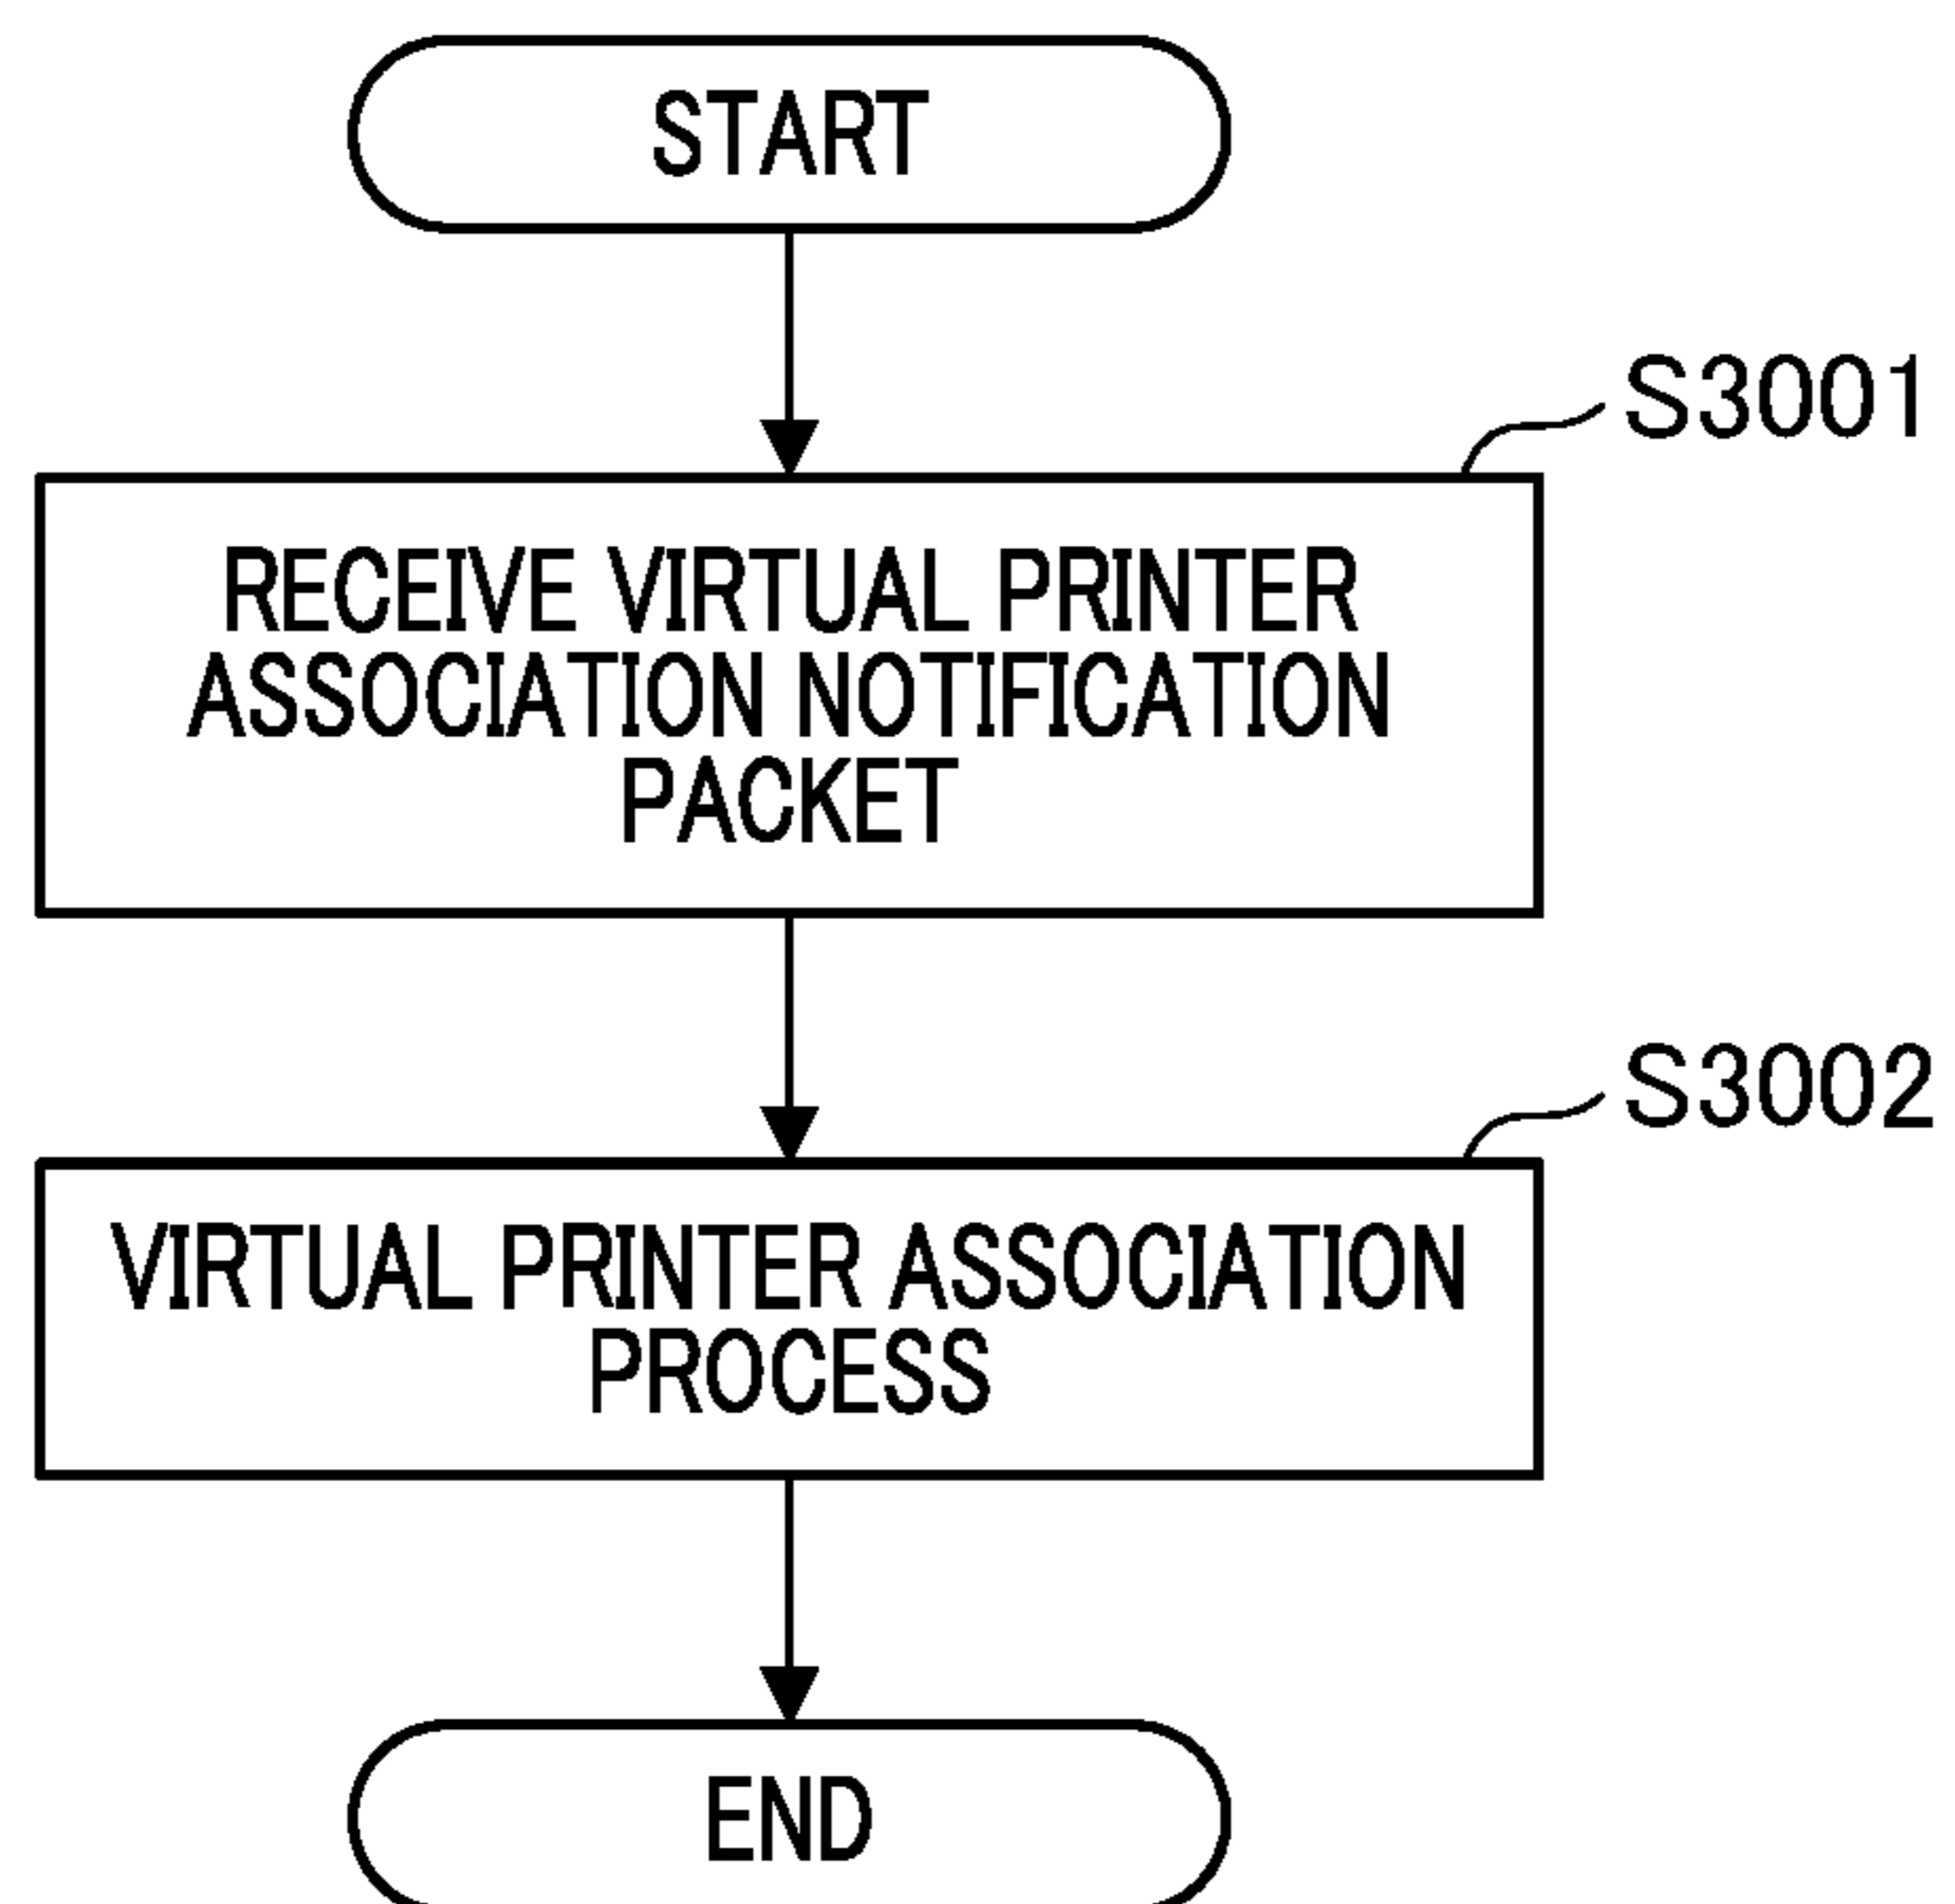 START
S3001
RECEIVE VIRTUAL PRINTER
ASSOCIATION NOTIFICATION
PACKET
S3002
VIRTUAL PRINTER ASSOCIATION
PROCESS
END